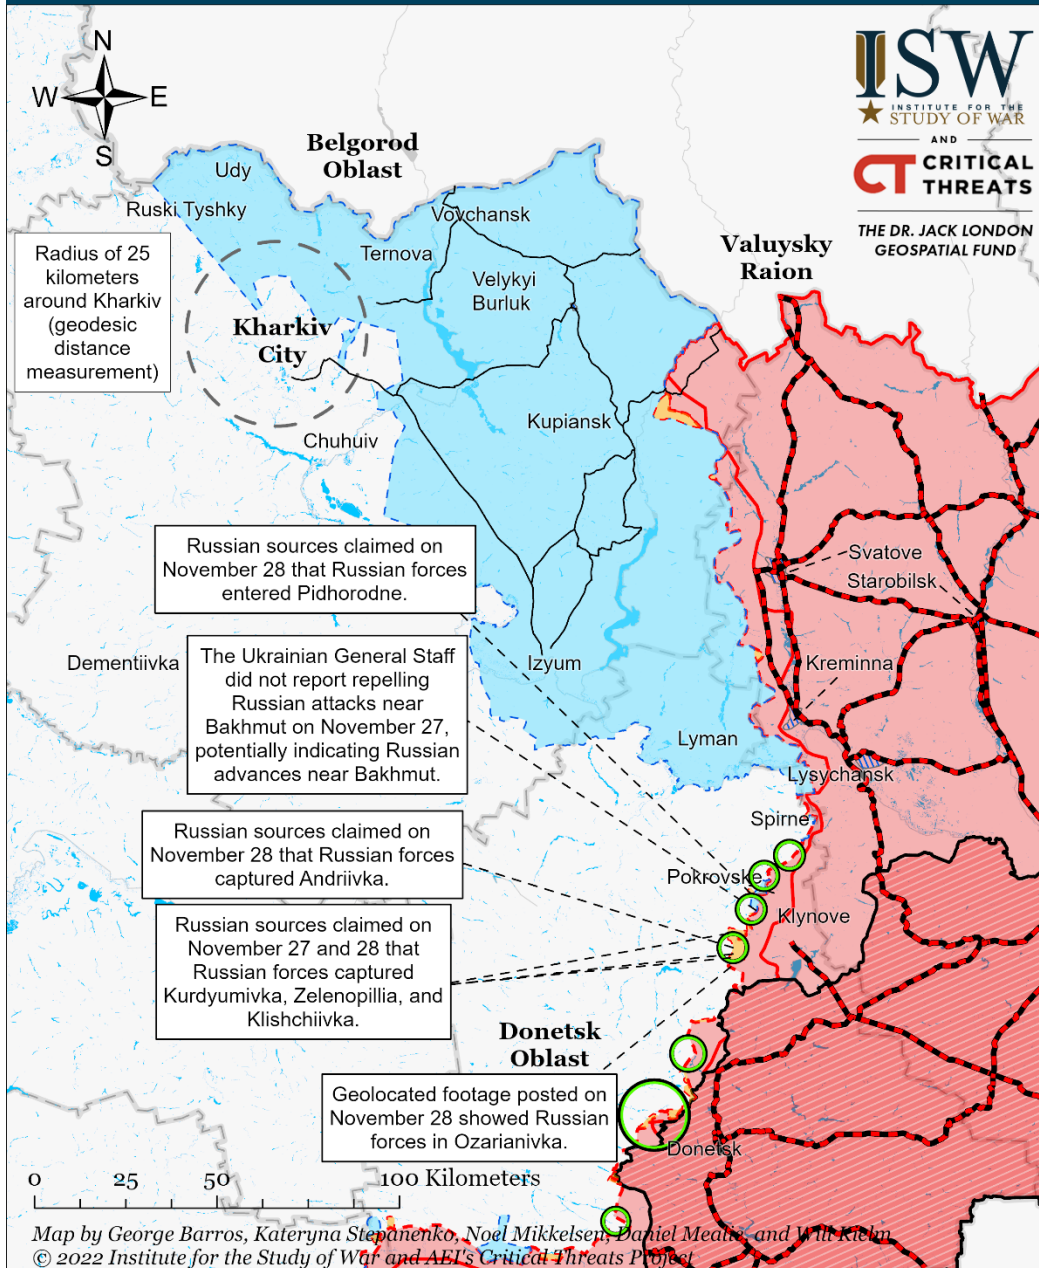 N
W E
S
ISW
INSTITUTE FOR THE
STUDY OF WAR
AND
CT CRITICAL
THREATS
THE DR. JACK LONDON
GEOSPATIAL FUND
Belgorod
Oblast
Udy
Ruski Tyshky
Vovchansk
Ternova
Valuysky
Raion
Radius of 25
kilometers
around Kharkiv
(geodesic
distance
measurement)
Velykyi
Burluk
Kharkiv
City
Kupiansk
Chuhuiv
Russian sources claimed on
November 28 that Russian forces
entered Pidhorodne.
Svatove
Starobilsk
Dementiivka
The Ukrainian General Staff
did not report repelling
Russian attacks near
Bakhmut on November 27,
potentially indicating Russian
advances near Bakhmut.
Izyum
Kreminna
Lyman
Lysychansk
Spirne
Russian sources claimed on
November 28 that Russian forces
captured Andriivka.
Pokrovske
Klynove
Russian sources claimed on
November 27 and 28 that
Russian forces captured
Kurdyumivka, Zelenopillia, and
Klishchiivka.
Donetsk
Oblast
Geolocated footage posted on
November 28 showed Russian
forces in Ozarianivka.
Donetsk
0 25 50 100 Kilometers
Map by George Barros, Kateryna Stepanenko, Noel Mikkelsen, Daniel Mealie, and Will Kielm
© 2022 Institute for the Study of War and AEI's Critical Threats Project